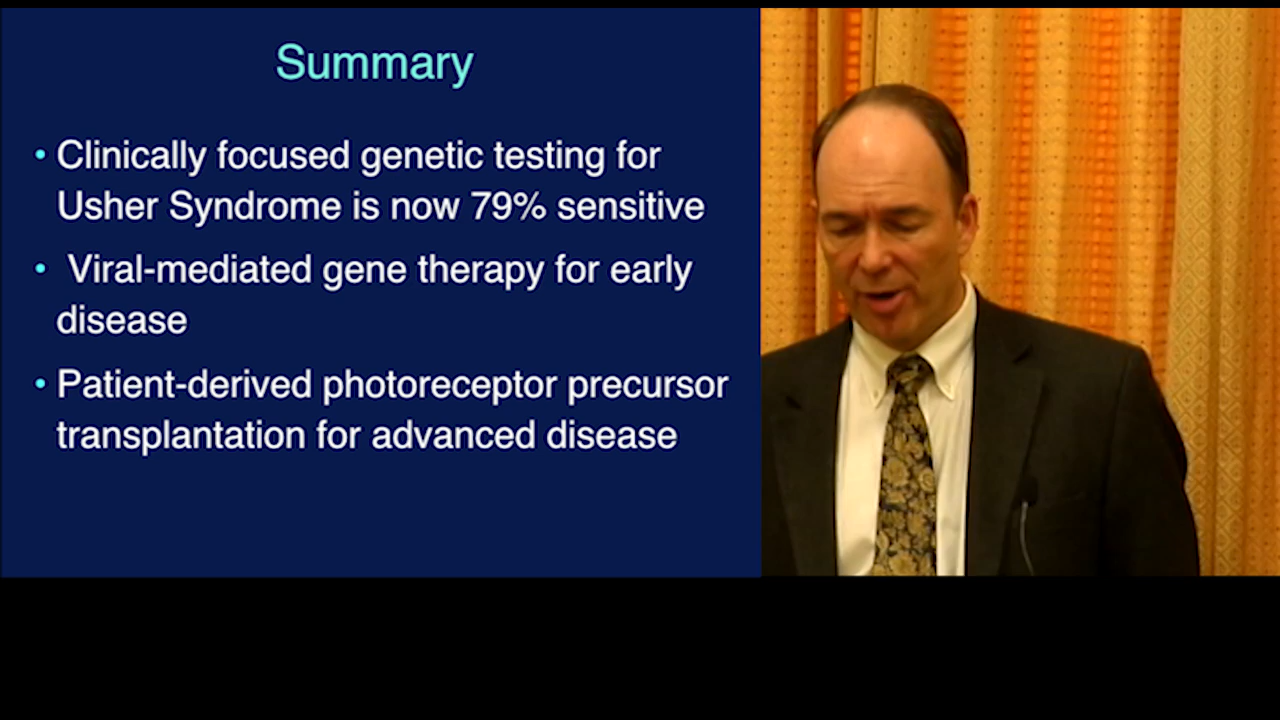 Summary
• Clinically focused genetic testing for
Usher Syndrome is now 79% sensitive
• Viral-mediated gene therapy for early
disease
• Patient-derived photoreceptor precursor
transplantation for advanced disease